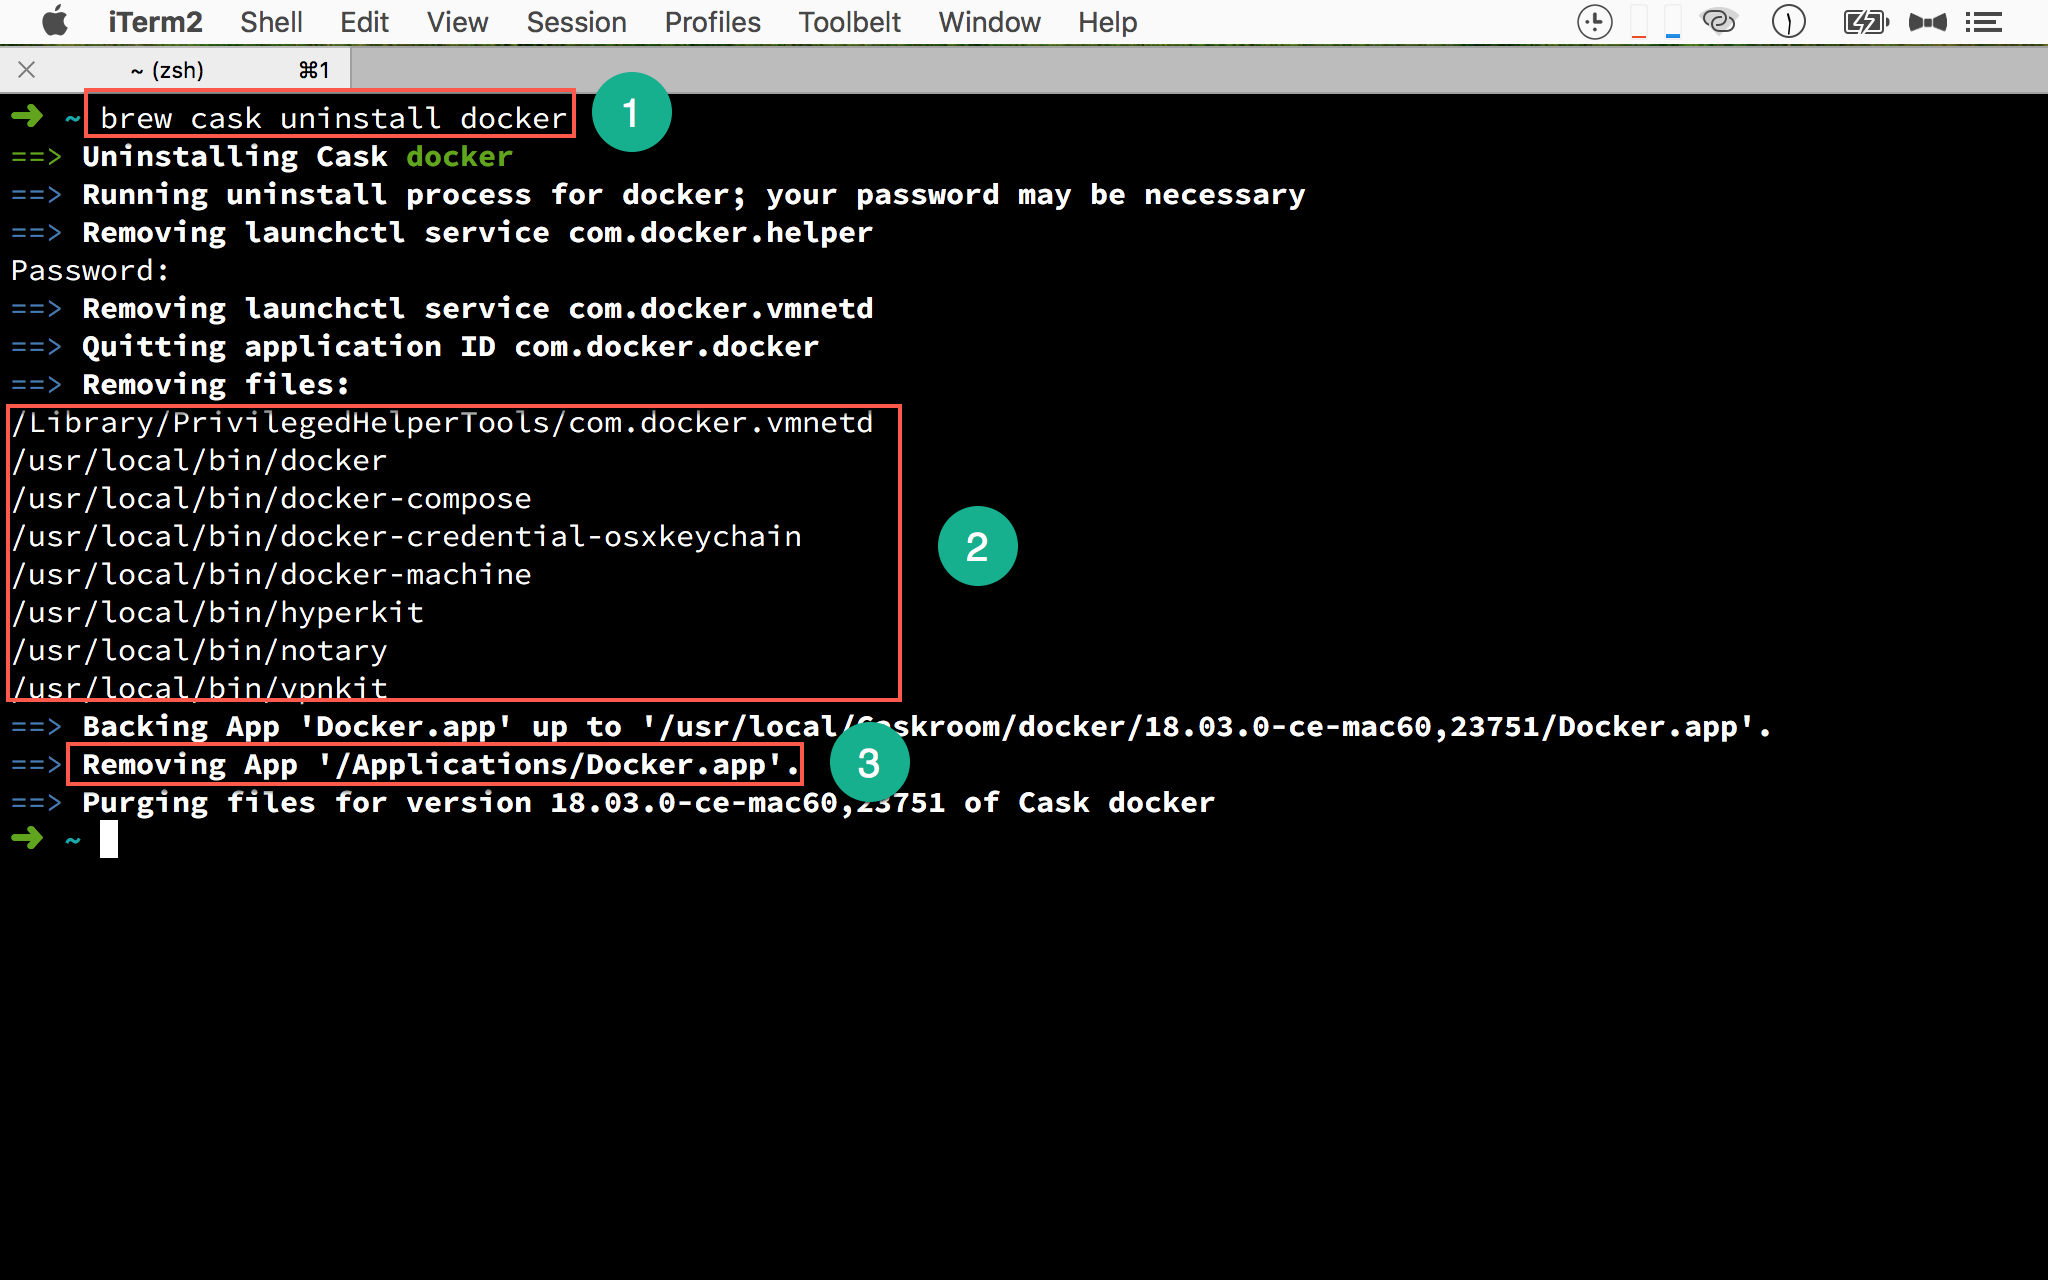 iTerm2 Shell Edit View Session Profiles Toolbelt Window Help
~ (zsh) ⌘1
➜ ~ brew cask uninstall docker 1
==> Uninstalling Cask docker
==> Running uninstall process for docker; your password may be necessary
==> Removing launchctl service com.docker.helper
Password:
==> Removing launchctl service com.docker.vmnetd
==> Quitting application ID com.docker.docker
==> Removing files:
/Library/PrivilegedHelperTools/com.docker.vmnetd
/usr/local/bin/docker
/usr/local/bin/docker-compose
/usr/local/bin/docker-credential-osxkeychain
2
/usr/local/bin/docker-machine
/usr/local/bin/hyperkit
/usr/local/bin/notary
/usr/local/bin/vpnkit
==> Backing App 'Docker.app' up to '/usr/local/Caskroom/docker/18.03.0-ce-mac60,23751/Docker.app'.
==> Removing App '/Applications/Docker.app'. 3
==> Purging files for version 18.03.0-ce-mac60,23751 of Cask docker
➜ ~